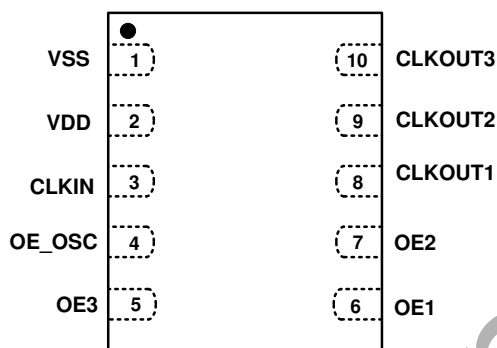 VSS 1 10 CLKOUT3
VDD 2 9 CLKOUT2
CLKIN 3 8 CLKOUT1
OE_OSC 4 7 OE2
OE3 5 6 OE1